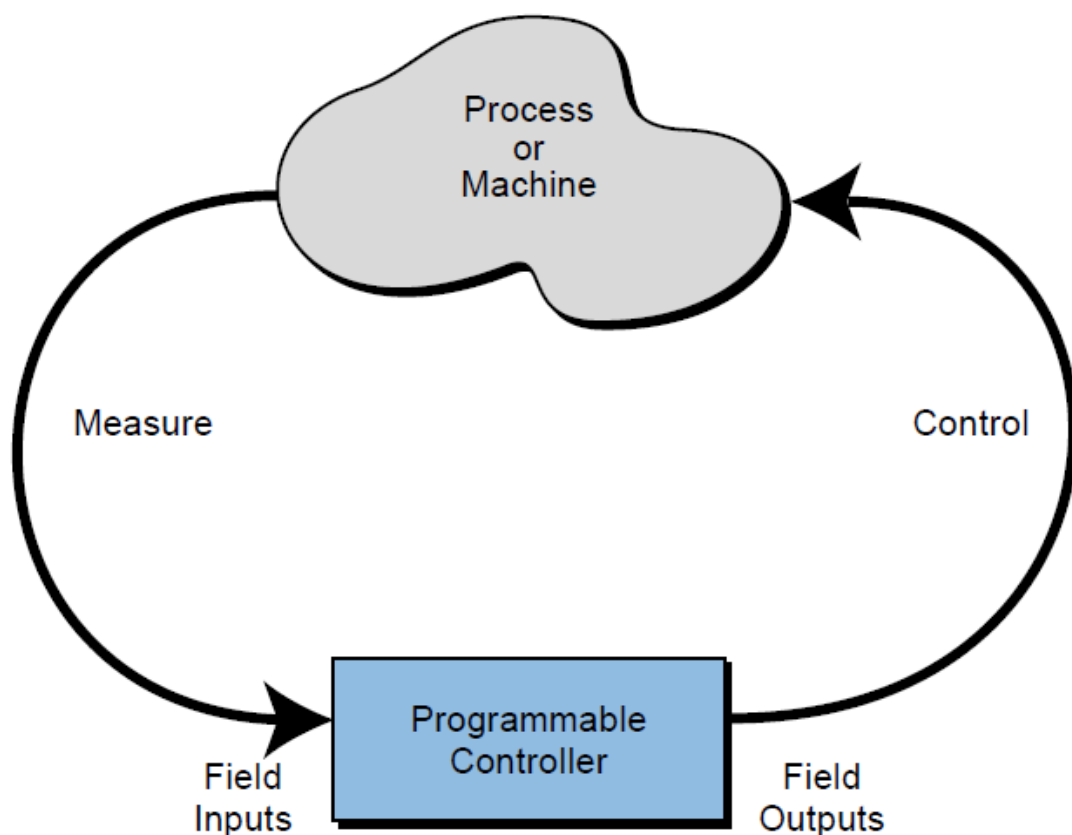 Process
or
Machine
Measure
Control
Programmable
Controller
Field
Inputs
Field
Outputs